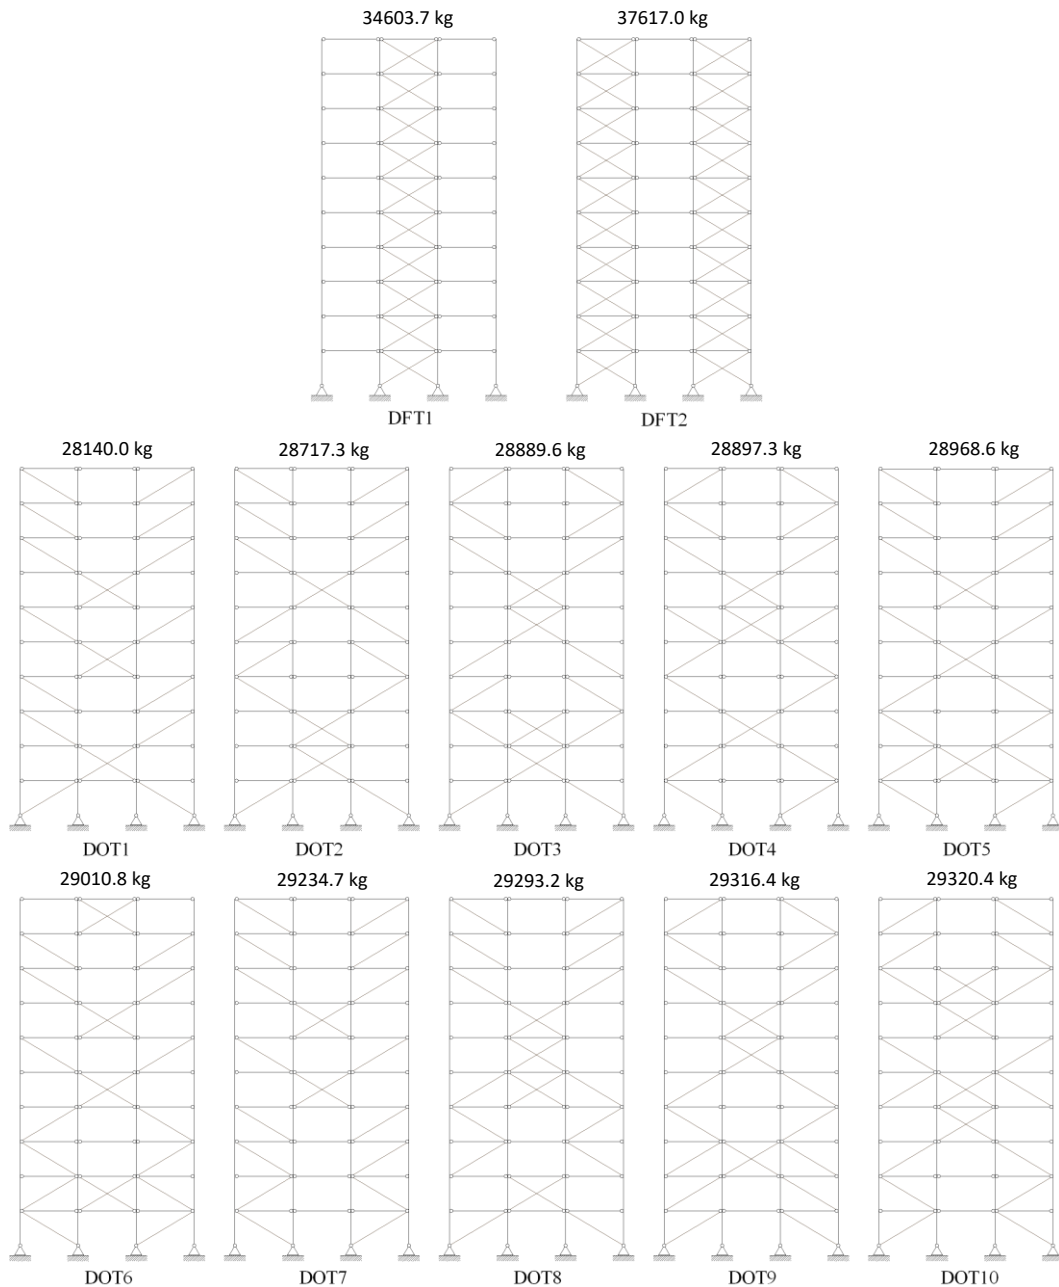 34603.7 kg 37617.0 kg
DFT1 DFT2
28140.0 kg 28717.3 kg 28889.6 kg 28897.3 kg 28968.6 kg
DOT1 DOT2 DOT3 DOT4 DOT5
29010.8 kg 29234.7 kg 29293.2 kg 29316.4 kg 29320.4 kg
DOT6 DOT7 DOT8 DOT9 DOT10